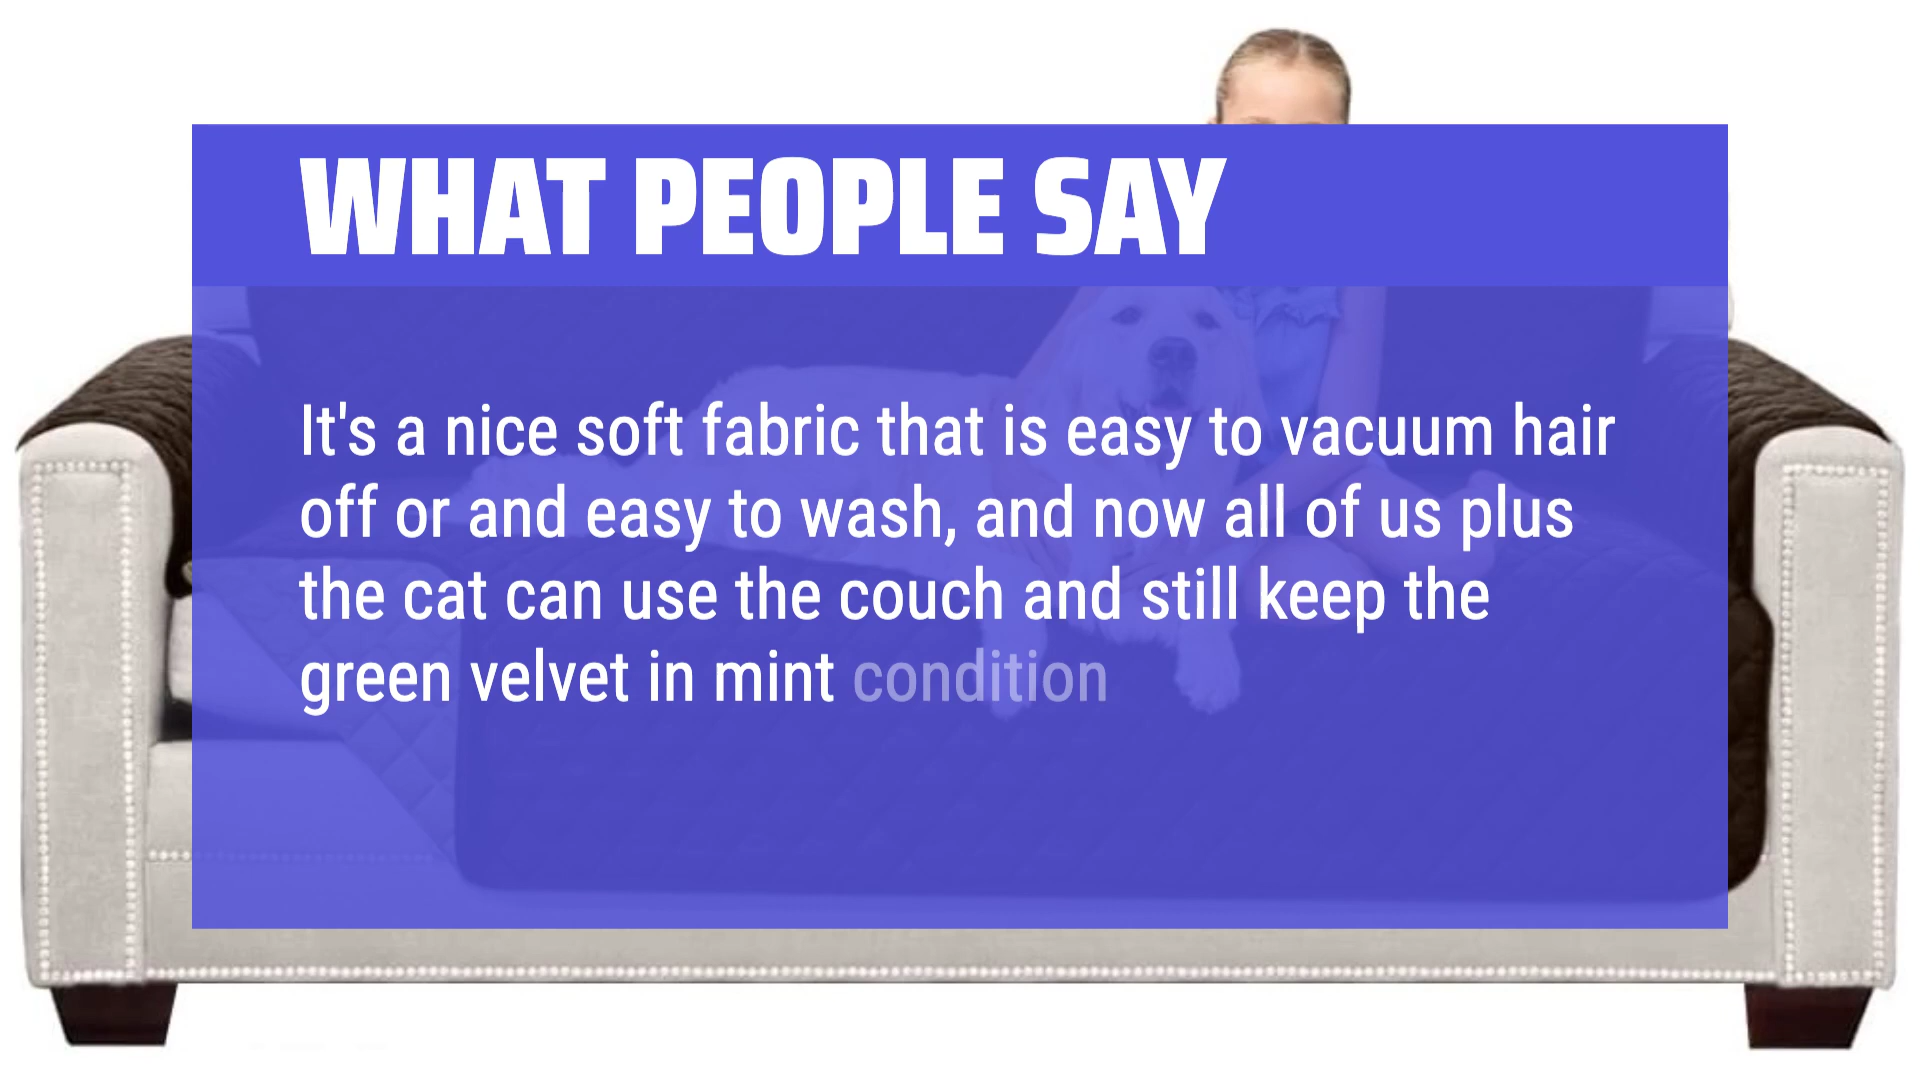 WHAT PEOPLE SAY
It's a nice soft fabric that is easy to vacuum hair
off or and easy to wash, and now all of us plus
the cat can use the couch and still keep the
green velvet in mint condition